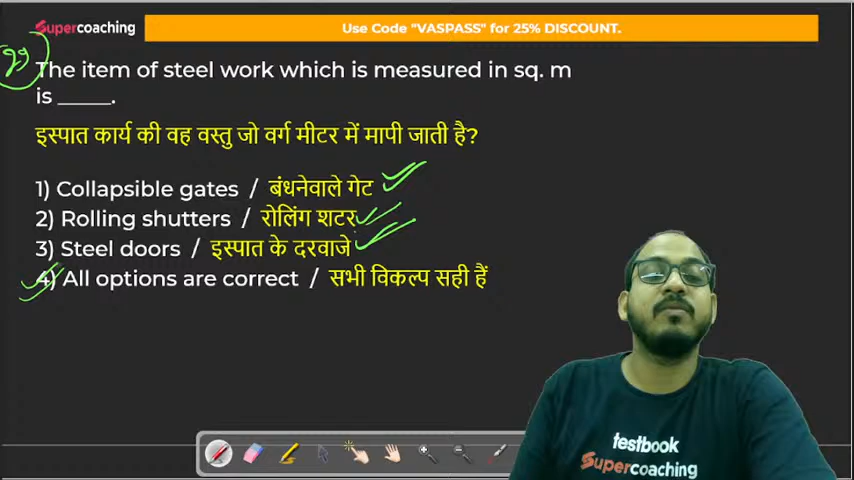 Supercoaching
Use Code "VASPASS" for 25% DISCOUNT.
99
The item of steel work which is measured in sq. m
is _____.
इस्पात कार्य की वह वस्तु जो वर्ग मीटर में मापी जाती है?
1) Collapsible gates / बंधनेवाले गेट
2) Rolling shutters / रोलिंग शटर
3) Steel doors / इस्पात के दरवाजे
4) All options are correct / सभी विकल्प सही हैं
testbook
Supercoaching